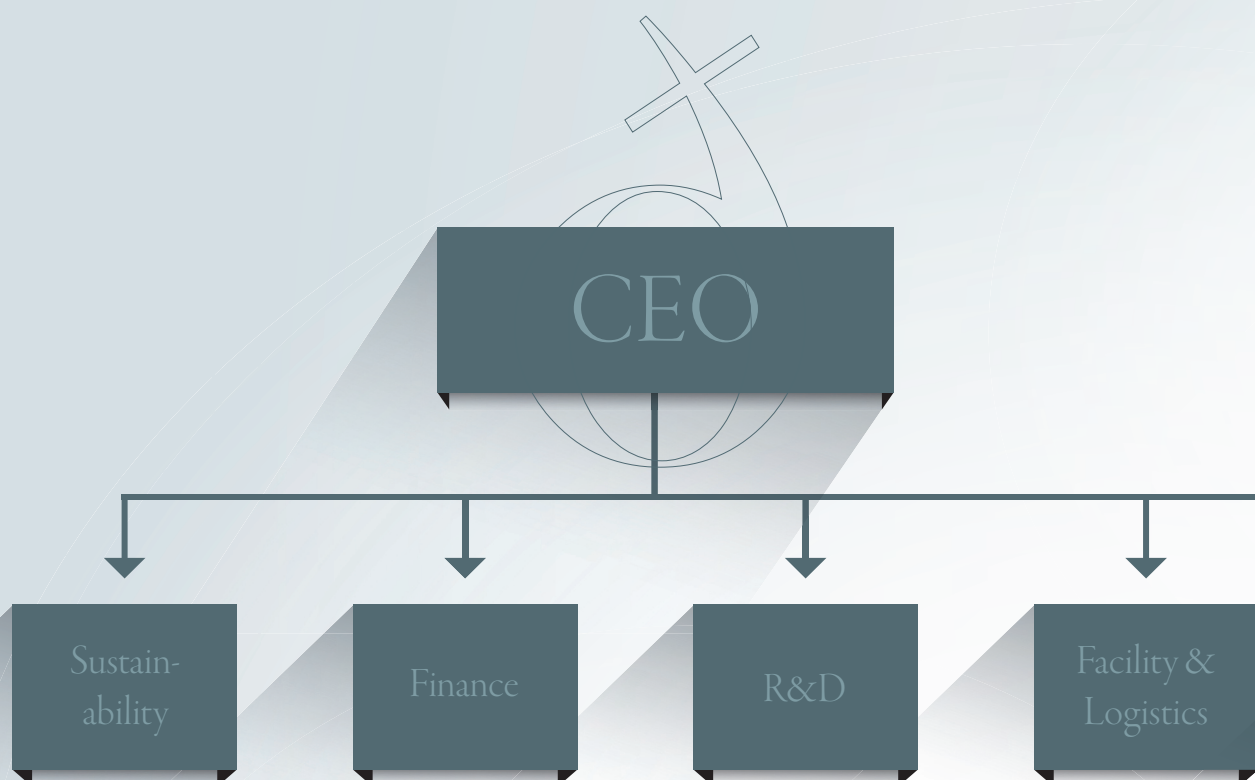 CEO
Sustain-
ability
Finance
R&D
Facility &
Logistics